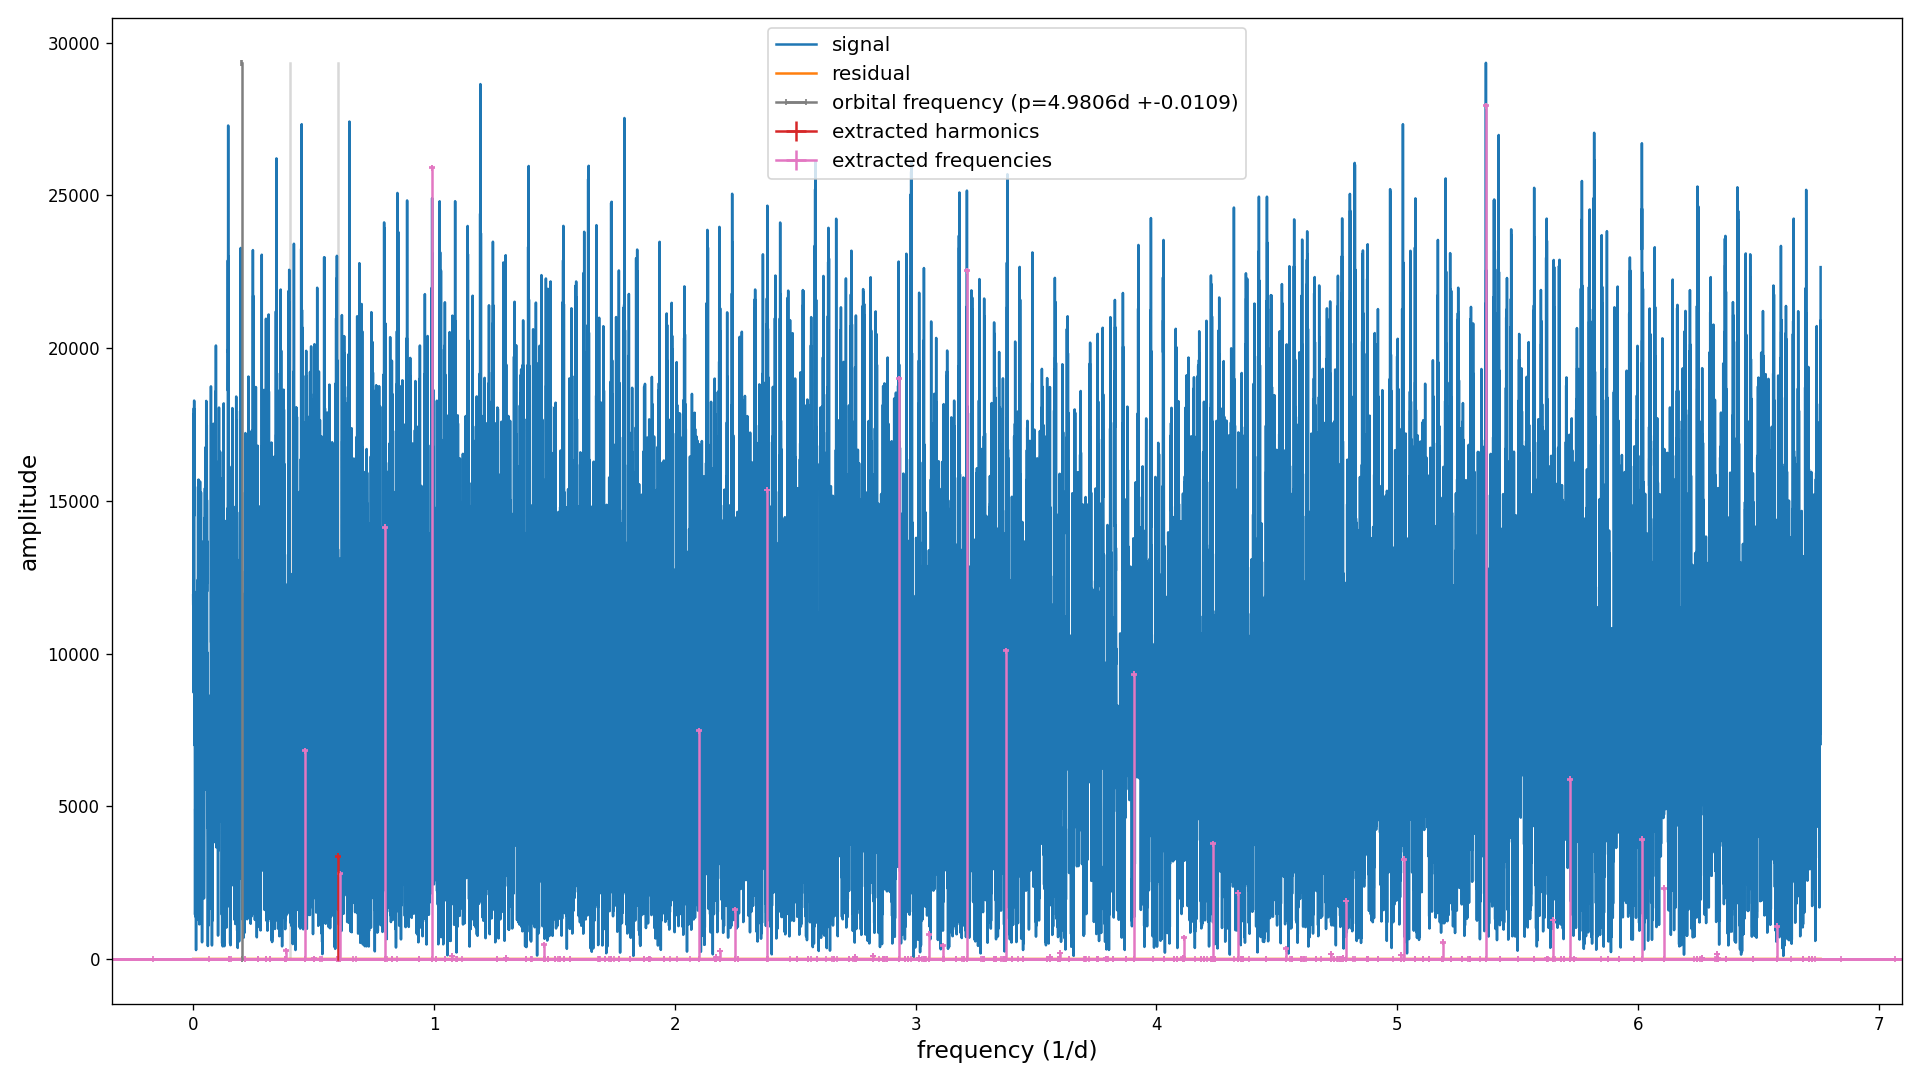 30000
25000
20000
15000
10000
5000
0
amplitude
signal
residual
orbital frequency (p=4.9806d +-0.0109)
extracted harmonics
extracted frequencies
0 1 2 3 4 5 6 7
frequency (1/d)